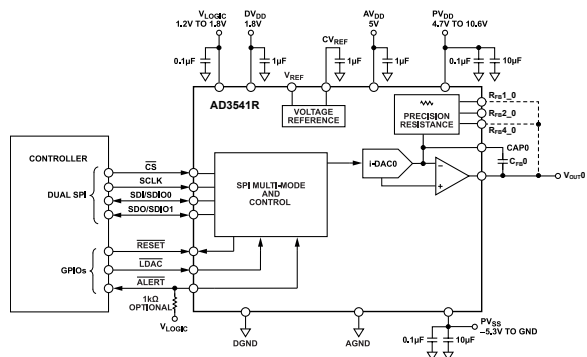 VLOGIC
1.2V TO 1.8V
DVDD
1.8V
CVREF
AVDD
5V
PVDD
4.7V TO 10.6V
0.1µF
1µF
1µF
1µF
0.1µF
10µF
VREF
AD3541R
VOLTAGE
REFERENCE
PRECISION
RESISTANCE
RFB1_0
RFB2_0
RFB4_0
CAP0
CFB0
CONTROLLER
DUAL SPI
CS
SCLK
SDI/SDIO0
SDO/SDIO1
SPI MULTI-MODE
AND
CONTROL
i-DAC0
−
+
VOUT0
GPIOs
RESET
LDAC
ALERT
1kΩ
OPTIONAL
VLOGIC
DGND
AGND
0.1µF
10µF
PVSS
–5.3V TO GND